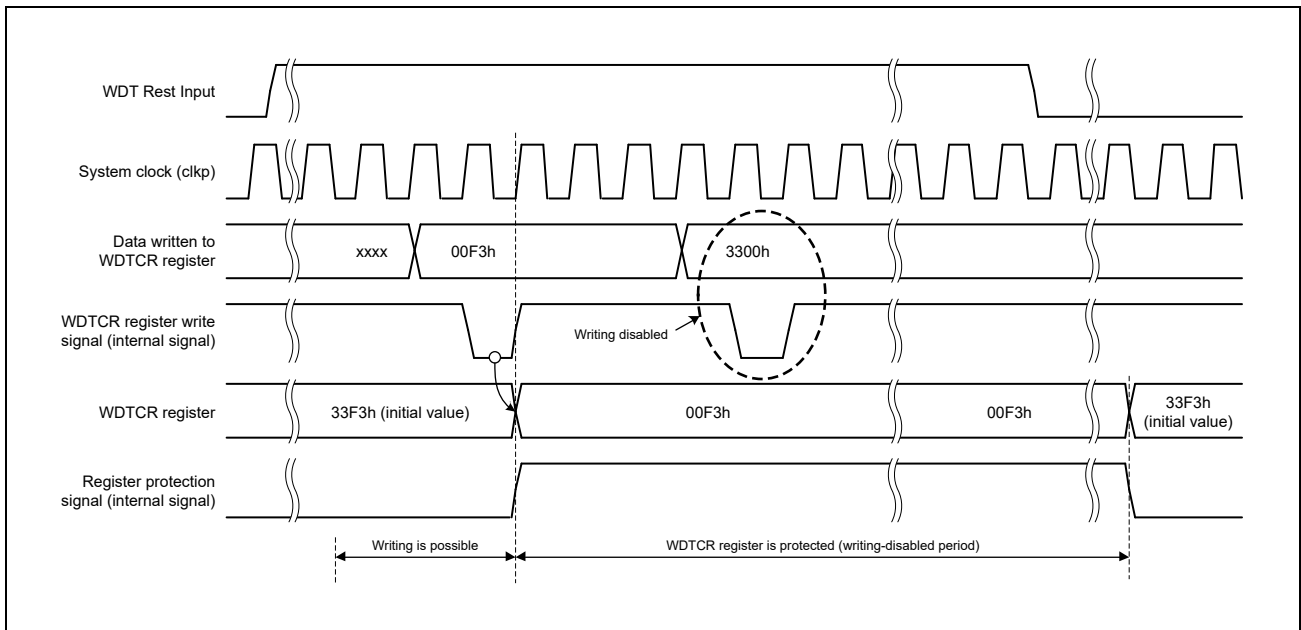 WDT Rest Input
System clock (clkp)
Data written to
WDTCR register
xxxx
00F3h
3300h
WDTCR register write
signal (internal signal)
Writing disabled
WDTCR register
33F3h (initial value)
00F3h
00F3h
33F3h
(initial value)
Register protection
signal (internal signal)
Writing is possible
WDTCR register is protected (writing-disabled period)